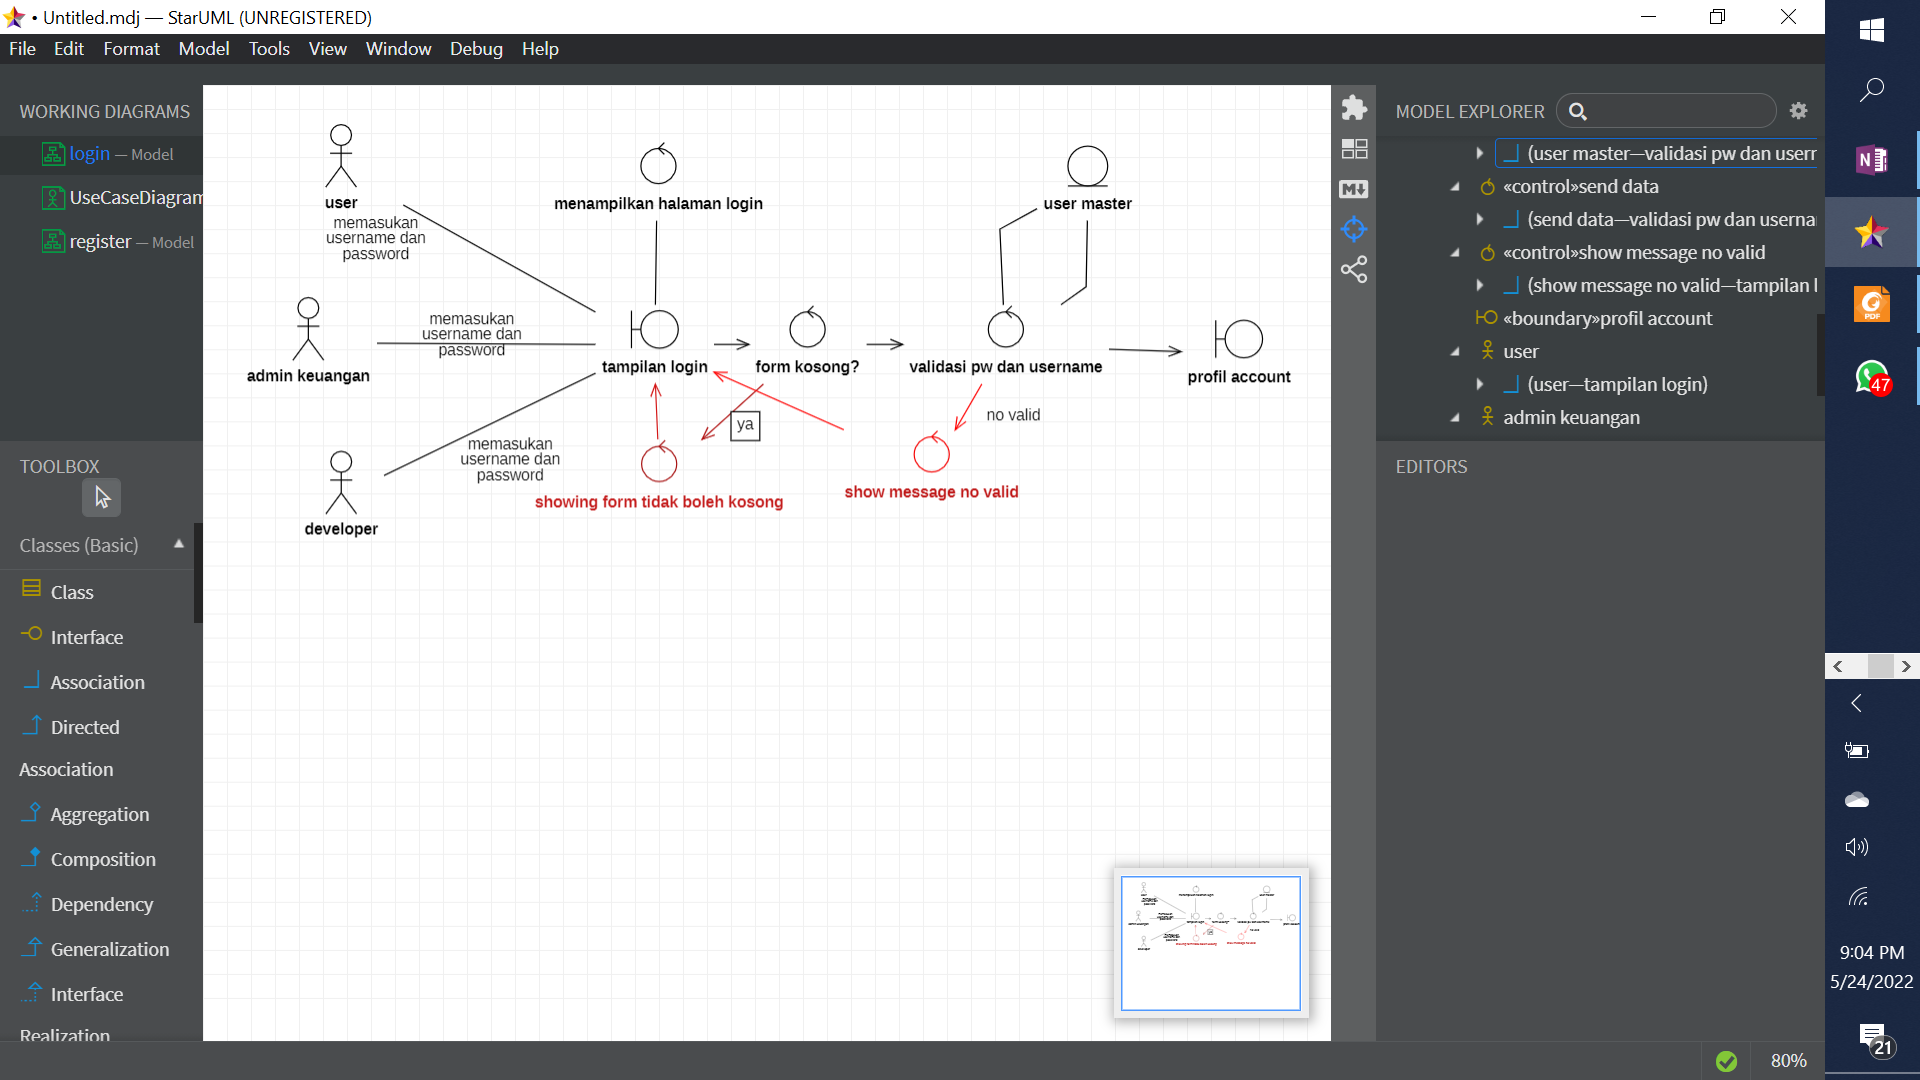 • Untitled.mdj — StarUML (UNREGISTERED)
File Edit Format Model Tools View Window Debug Help
WORKING DIAGRAMS
login — Model
UseCaseDiagram
register — Model
TOOLBOX
Classes (Basic)
Class
Interface
Association
Directed
Association
Aggregation
Composition
Dependency
Generalization
Interface
Realization
user
memasukan
username dan
password
menampilkan halaman login
user master
admin keuangan
memasukan
username dan
password
tampilan login
form kosong?
validasi pw dan username
profil account
ya
no valid
memasukan
username dan
password
developer
showing form tidak boleh kosong
show message no valid
MODEL EXPLORER
(user master—validasi pw dan usern
«control»send data
(send data—validasi pw dan userna
«control»show message no valid
(show message no valid—tampilan l
«boundary»profil account
user
(user—tampilan login)
admin keuangan
EDITORS
80%
N
PDF
47
9:04 PM
5/24/2022
21